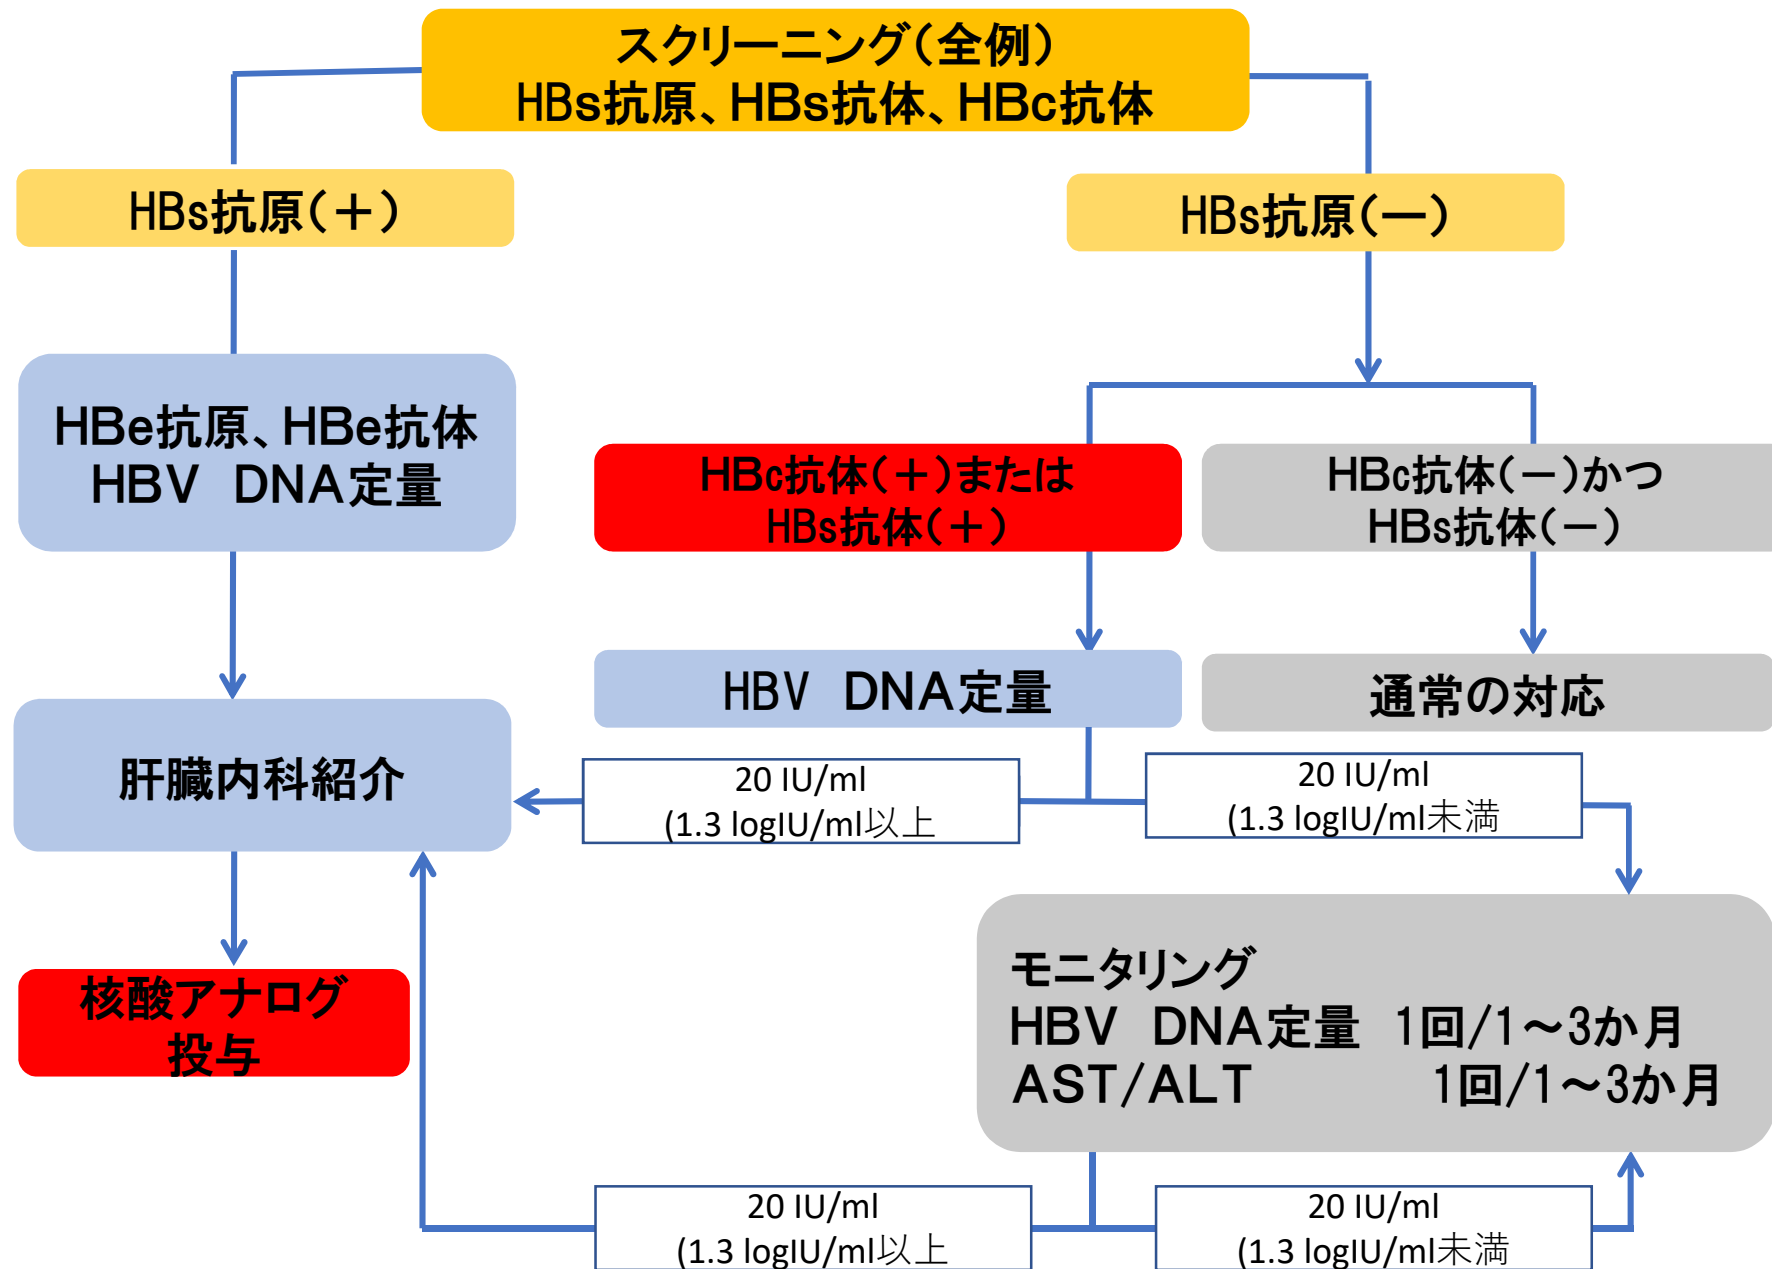 スクリーニング（全例）
HBs抗原、HBs抗体、HBc抗体
HBs抗原（＋）
HBs抗原（－）
HBe抗原、HBe抗体
HBV　DNA定量
HBc抗体（＋）または
HBs抗体（＋）
HBc抗体（－）かつ
HBs抗体（－）
HBV　DNA定量
通常の対応
肝臓内科紹介
20 IU/ml
(1.3 logIU/ml以上
20 IU/ml
(1.3 logIU/ml未満
核酸アナログ
投与
モニタリング
HBV　DNA定量　1回/1～3か月
AST/ALT　　　　　1回/1～3か月
20 IU/ml
(1.3 logIU/ml以上
20 IU/ml
(1.3 logIU/ml未満